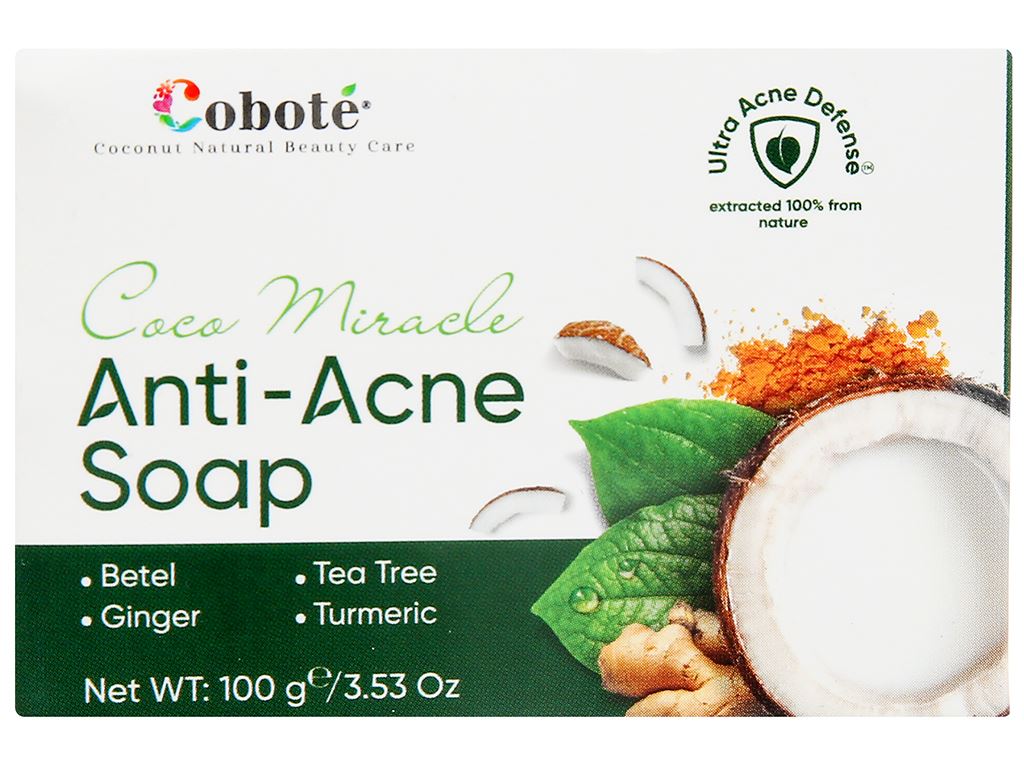 Coboté®
Coconut Natural Beauty Care
Ultra Acne Defense™
extracted 100% from
nature
Coco Miracle
Anti-Acne
Soap
• Betel
• Tea Tree
• Ginger
• Turmeric
Net WT: 100 g℮/3.53 Oz